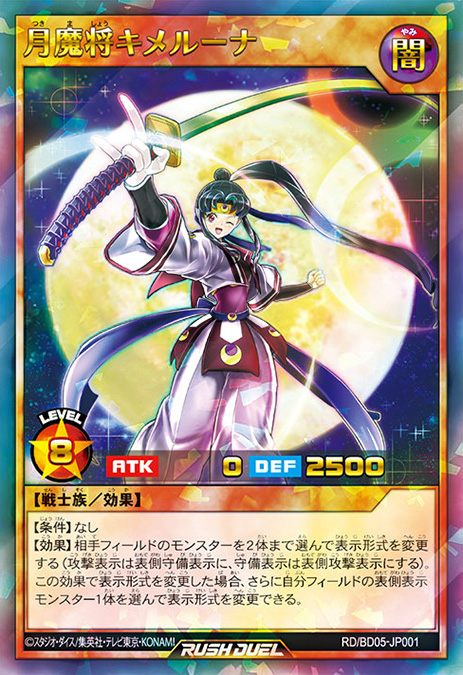 月魔将キメルーナ
闇
LEVEL
8
ATK 0 DEF 2500
【戦士族／効果】
【条件】なし
【効果】相手フィールドのモンスターを2体まで選んで表示形式を変更
する（攻撃表示は表側守備表示に、守備表示は表側攻撃表示にする）。
この効果で表示形式を変更した場合、さらに自分フィールドの表側表示
モンスター1体を選んで表示形式を変更できる。
©スタジオ・ダイス/集英社・テレビ東京・KONAMI
RUSH DUEL
RD/BD05-JP001